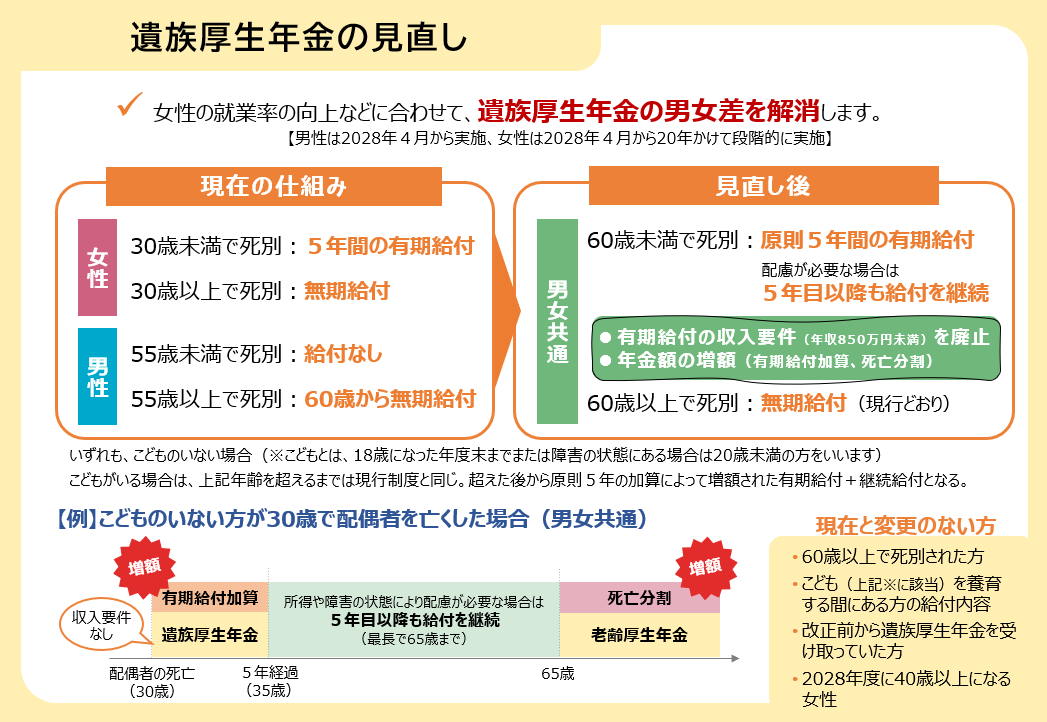 遺族厚生年金の見直し
✓ 女性の就業率の向上などに合わせて、遺族厚生年金の男女差を解消します。
【男性は2028年４月から実施、女性は2028年４月から20年かけて段階的に実施】
現在の仕組み
女性
30歳未満で死別：５年間の有期給付
30歳以上で死別：無期給付
男性
55歳未満で死別：給付なし
55歳以上で死別：60歳から無期給付
見直し後
男女共通
60歳未満で死別：原則５年間の有期給付
配慮が必要な場合は
５年目以降も給付を継続
● 有期給付の収入要件（年収850万円未満）を廃止
● 年金額の増額（有期給付加算、死亡分割）
60歳以上で死別：無期給付（現行どおり）
いずれも、こどものいない場合（※こどもとは、18歳になった年度末までまたは障害の状態にある場合は20歳未満の方をいいます）
こどもがいる場合は、上記年齢を超えるまでは現行制度と同じ。超えた後から原則５年の加算によって増額された有期給付＋継続給付となる。
【例】こどものいない方が30歳で配偶者を亡くした場合（男女共通）
増額
有期給付加算
遺族厚生年金
収入要件
なし
所得や障害の状態により配慮が必要な場合は
５年目以降も給付を継続
（最長で65歳まで）
増額
死亡分割
老齢厚生年金
配偶者の死亡
（30歳）
５年経過
（35歳）
65歳
現在と変更のない方
・60歳以上で死別された方
・こども（上記※に該当）を養育
する間にある方の給付内容
・改正前から遺族厚生年金を受
け取っていた方
・2028年度に40歳以上になる
女性